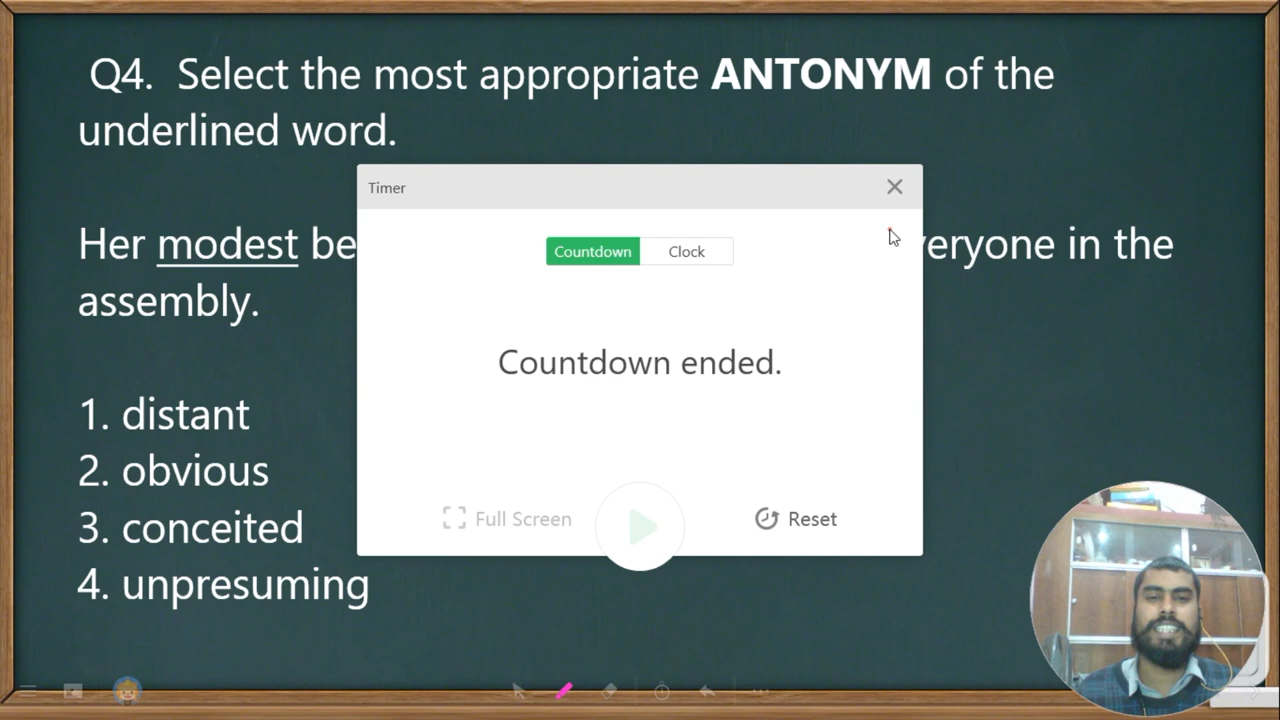 Q4. Select the most appropriate ANTONYM of the
underlined word.
Timer
Her modest be
veryone in the
Countdown Clock
assembly.
Countdown ended.
1. distant
2. obvious
3. conceited
Full Screen
Reset
4. unpresuming